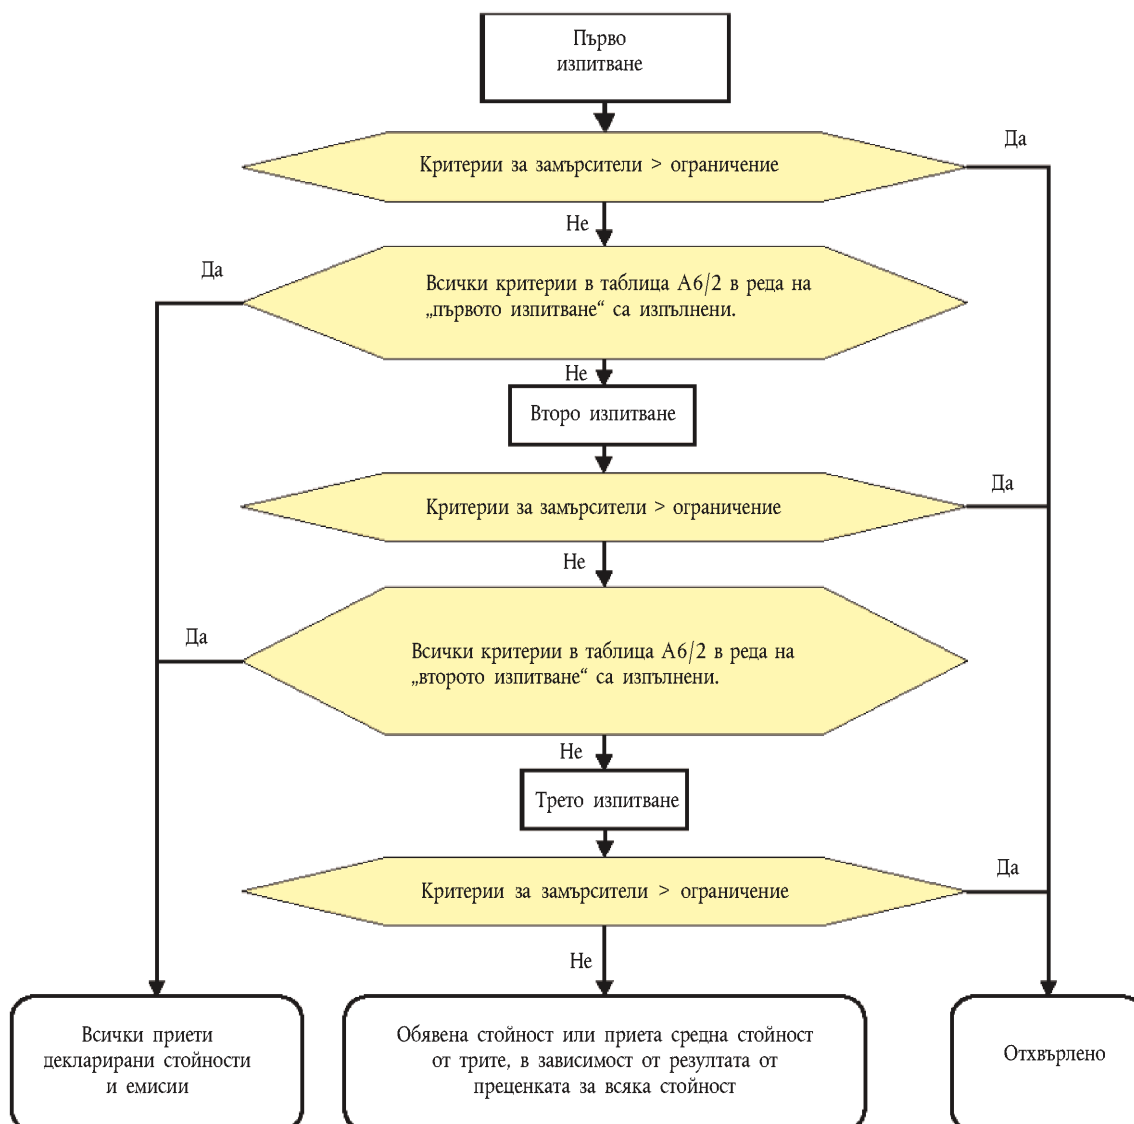 Първо
изпитване
Да
Критерии за замърсители > ограничение
Не
Да
Всички критерии в таблица А6/2 в реда на
„първото изпитване“ са изпълнени.
Не
Второ изпитване
Да
Критерии за замърсители > ограничение
Не
Да
Всички критерии в таблица А6/2 в реда на
„второто изпитване“ са изпълнени.
Не
Трето изпитване
Да
Критерии за замърсители > ограничение
Не
Всички приети
декларирани стойности
и емисии
Обявена стойност или приета средна стойност
от трите, в зависимост от резултата от
преценката за всяка стойност
Отхвърлено